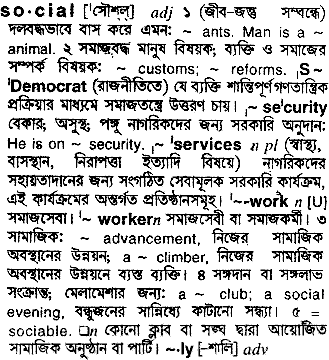 so·cial ['সৌশল্] adj ১ (জীব-জন্তু সম্বন্ধে)
দলবদ্ধভাবে বাস করে এমন: ~ ants. Man is a ~
animal. ২ সমাজবদ্ধ মানুষ বিষয়ক; ব্যক্তি ও সমাজের
সম্পর্ক বিষয়ক: ~ customs; ~ reforms. ˌS~
'Democrat (রাজনীতিতে) যে ব্যক্তি শান্তিপূর্ণ গণতান্ত্রিক
প্রক্রিয়ার মাধ্যমে সমাজতন্ত্রে উত্তরণ চায়। ˌ~ se'curity
বেকার, অসুস্থ; পঙ্গু নাগরিকদের জন্য সরকারি অনুদান:
He is on ~ security. ˌ~ 'services n pl (স্বাস্থ্য,
বাসস্থান, নিরাপত্তা ইত্যাদি বিষয়ে) নাগরিকদের
সহায়তাদানের জন্য সংগঠিত সেবামূলক সরকারি কার্যক্রম,
এই কার্যক্রমের অন্তর্গত প্রতিষ্ঠানসমূহ। '~-work n [U]
সমাজসেবা। '~ workern সমাজসেবী বা সমাজকর্মী। ৩
সামাজিক: ~ advancement, নিজের সামাজিক
অবস্থানের উন্নয়ন; a ~ climber, নিজের সামাজিক
অবস্থানের উন্নয়নে ব্যস্ত ব্যক্তি। ৪ সঙ্গদান বা সঙ্গলাভ
সংক্রান্ত; মেলামেশার জন্য: a ~ club; a social
evening, বন্ধুজনের সান্নিধ্যে কাটানো সন্ধ্যা। ৫ =
sociable. □n কোনো ক্লাব বা সঙ্ঘ দ্বারা আয়োজিত
সামাজিক অনুষ্ঠান বা পার্টি। ~·ly [–শালি] adv